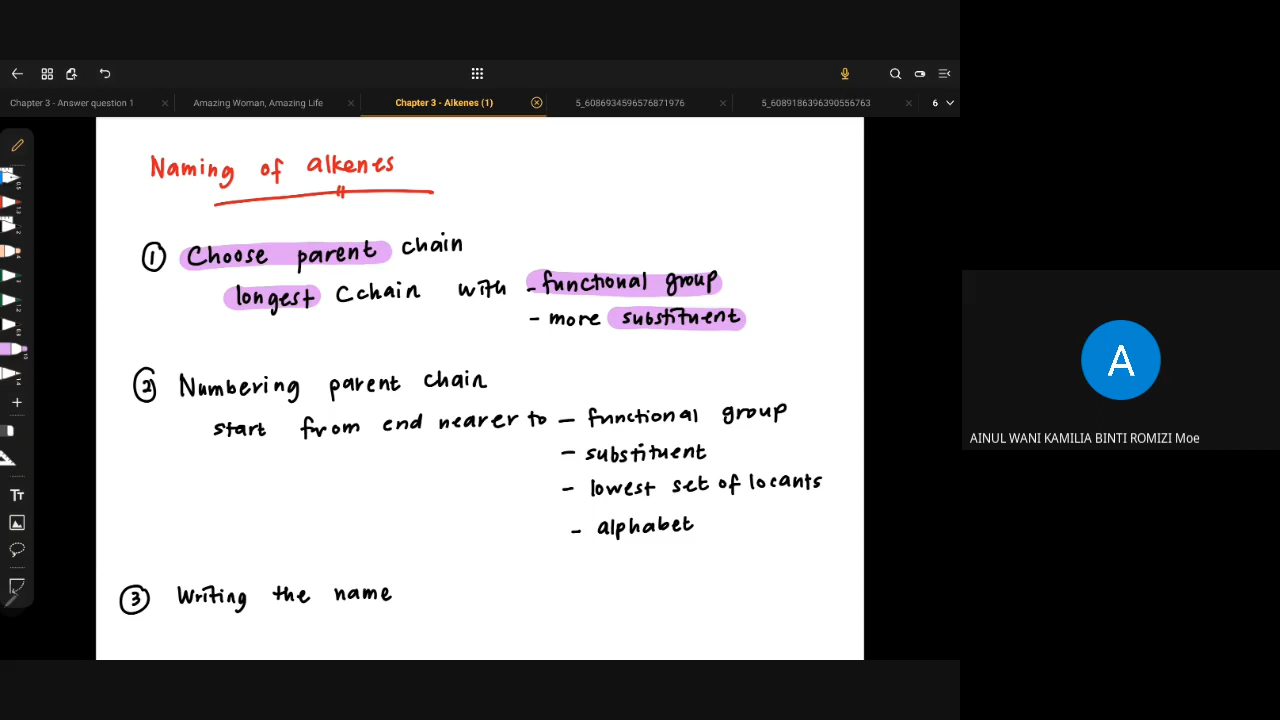 Chapter 3 - Answer question 1
Amazing Woman, Amazing Life
Chapter 3 - Alkenes (1)
5_6086934596576871976
5_6089186396390556763
6
Naming of alkenes
① Choose parent chain
longest C chain with - functional group
- more substituent
② Numbering parent chain
start from end nearer to - functional group
- substituent
- lowest set of locants
- alphabet
③ Writing the name
Tт
A
AINUL WANI KAMILIA BINTI ROMIZI Moe